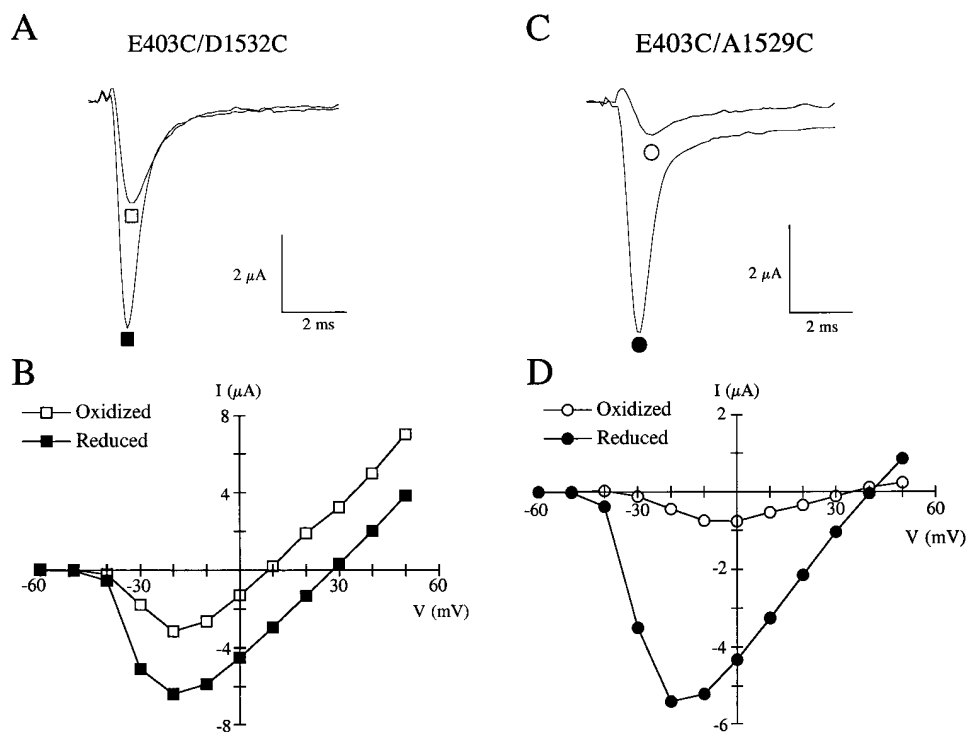 A
E403C/D1532C
2 µA
2 ms
C
E403C/A1529C
2 µA
2 ms
B
I (µA)
Oxidized
Reduced
8
4
-60
-30
30
60
V (mV)
-4
-8
D
I (µA)
Oxidized
Reduced
2
-60
-30
30
60
V (mV)
-2
-4
-6